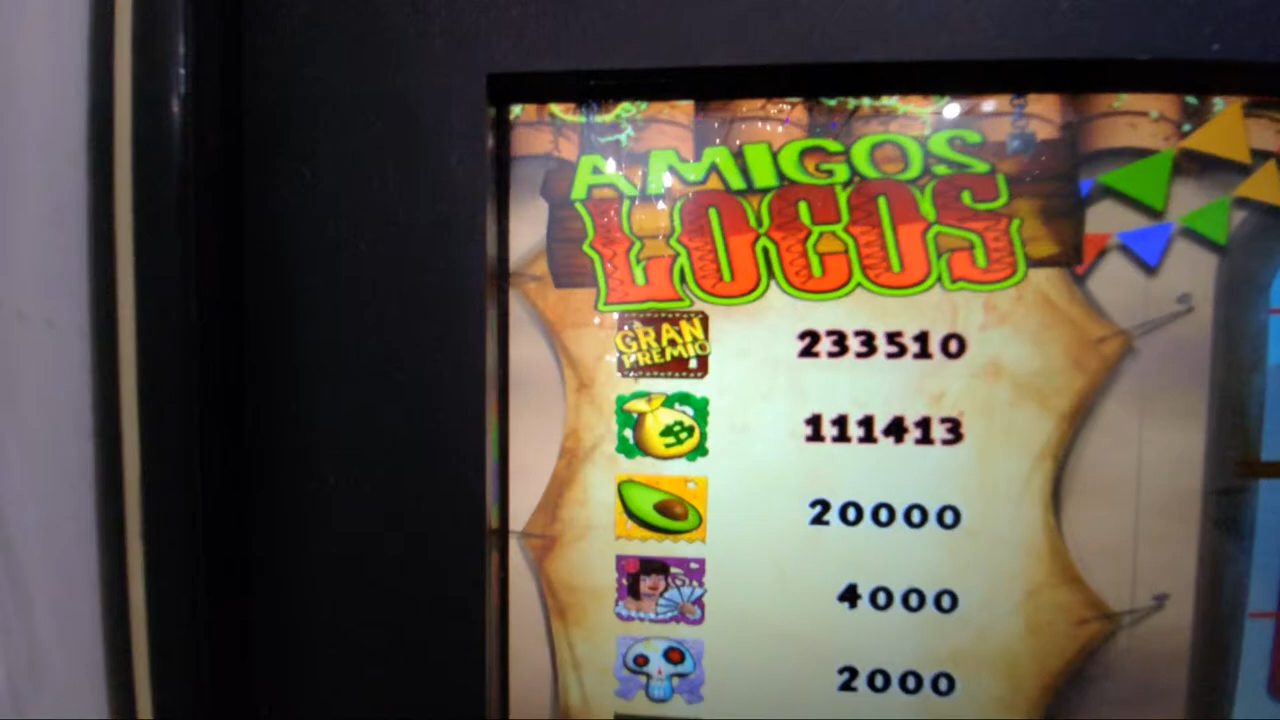 AMIGOS
LOCOS
GRAN
PREMIO
233510
111413
20000
4000
2000